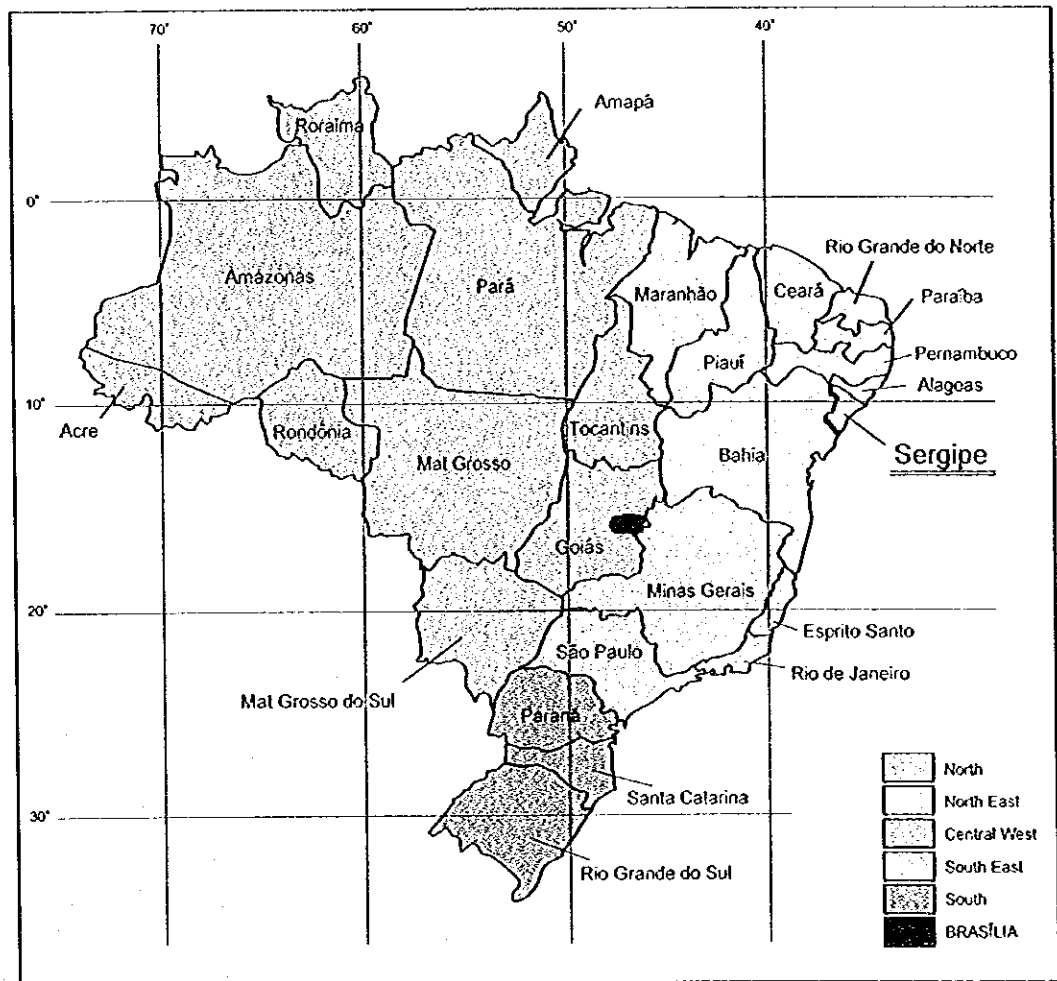 70°
60°
50°
40°
Amapá
Roraima
0°
Rio Grande do Norte
Amazonas
Pará
Maranhão
Ceará
Paraîba
Piauí
Pernambuco
Alagoas
10°
Acre
Rondônia
Tocantins
Mat Grosso
Bahia
Sergipe
Goiás
Minas Gerais
20°
Esprito Santo
São Paulo
Rio de Janeiro
Mat Grosso do Sul
Paraná
Santa Catarina
30°
Rio Grande do Sul
North
North East
Central West
South East
South
BRASÍLIA